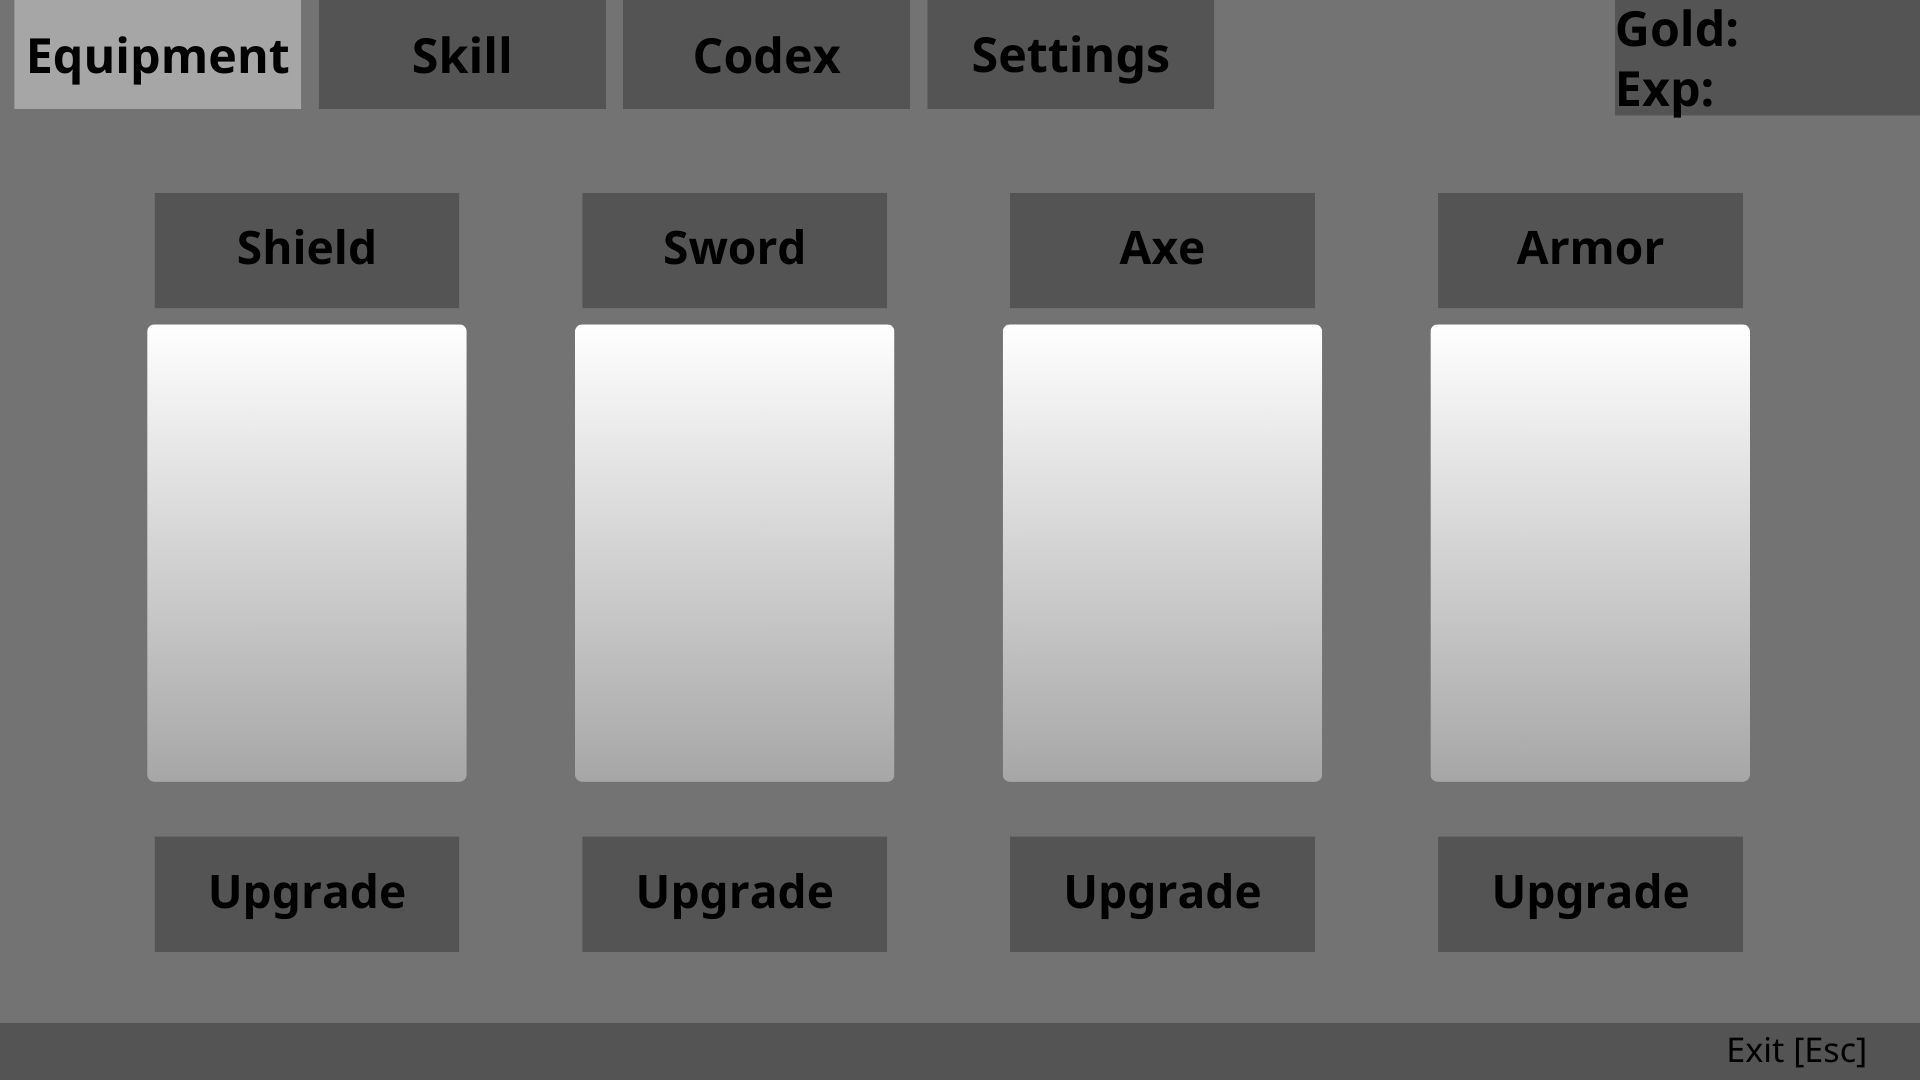 Equipment
Skill
Codex
Settings
Gold:
Exp:
Shield
Sword
Axe
Armor
Upgrade
Upgrade
Upgrade
Upgrade
Exit [Esc]